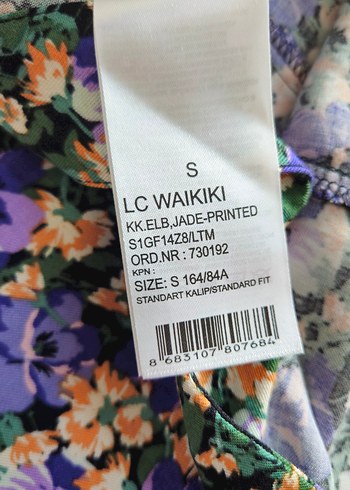 S
LC WAIKIKI
KK.ELB,JADE-PRINTED
S1GF14Z8/LTM
ORD.NR : 730192
KPN :
SIZE: S 164/84A
STANDART KALIP/STANDARD FIT
8 683107 807684